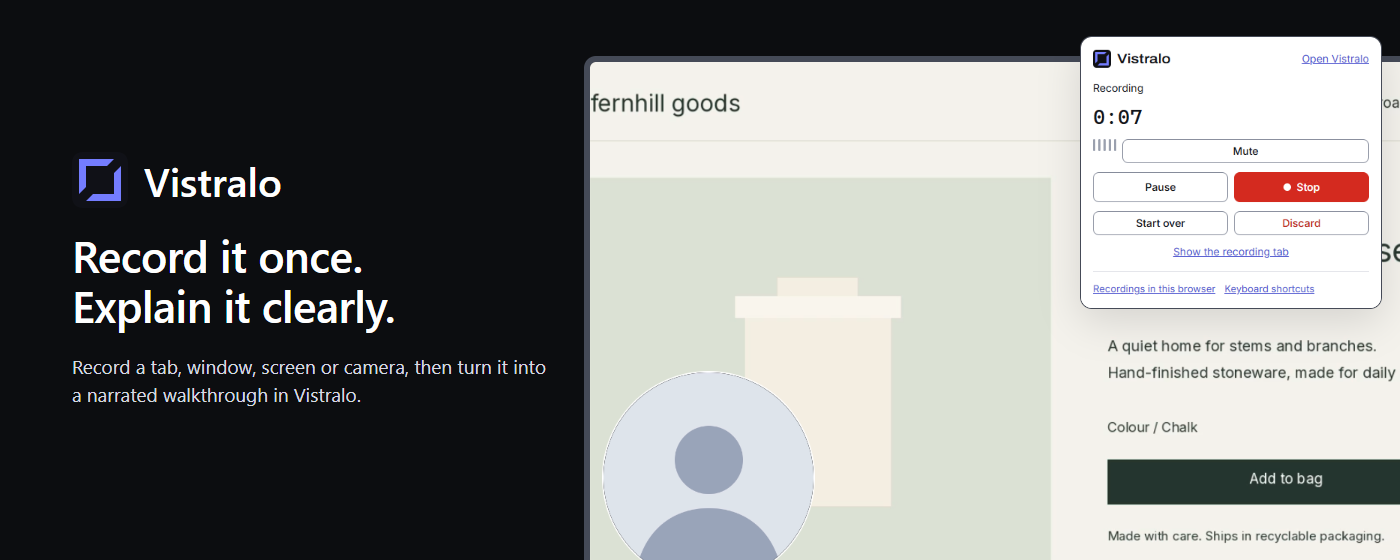 Vistralo
Record it once.
Explain it clearly.
Record a tab, window, screen or camera, then turn it into
a narrated walkthrough in Vistralo.
fernhill goods
Vistralo
Open Vistralo
Recording
0:07
Mute
Pause
Stop
Start over
Discard
Show the recording tab
Recordings in this browser
Keyboard shortcuts
A quiet home for stems and branches.
Hand-finished stoneware, made for daily
Colour / Chalk
Add to bag
Made with care. Ships in recyclable packaging.